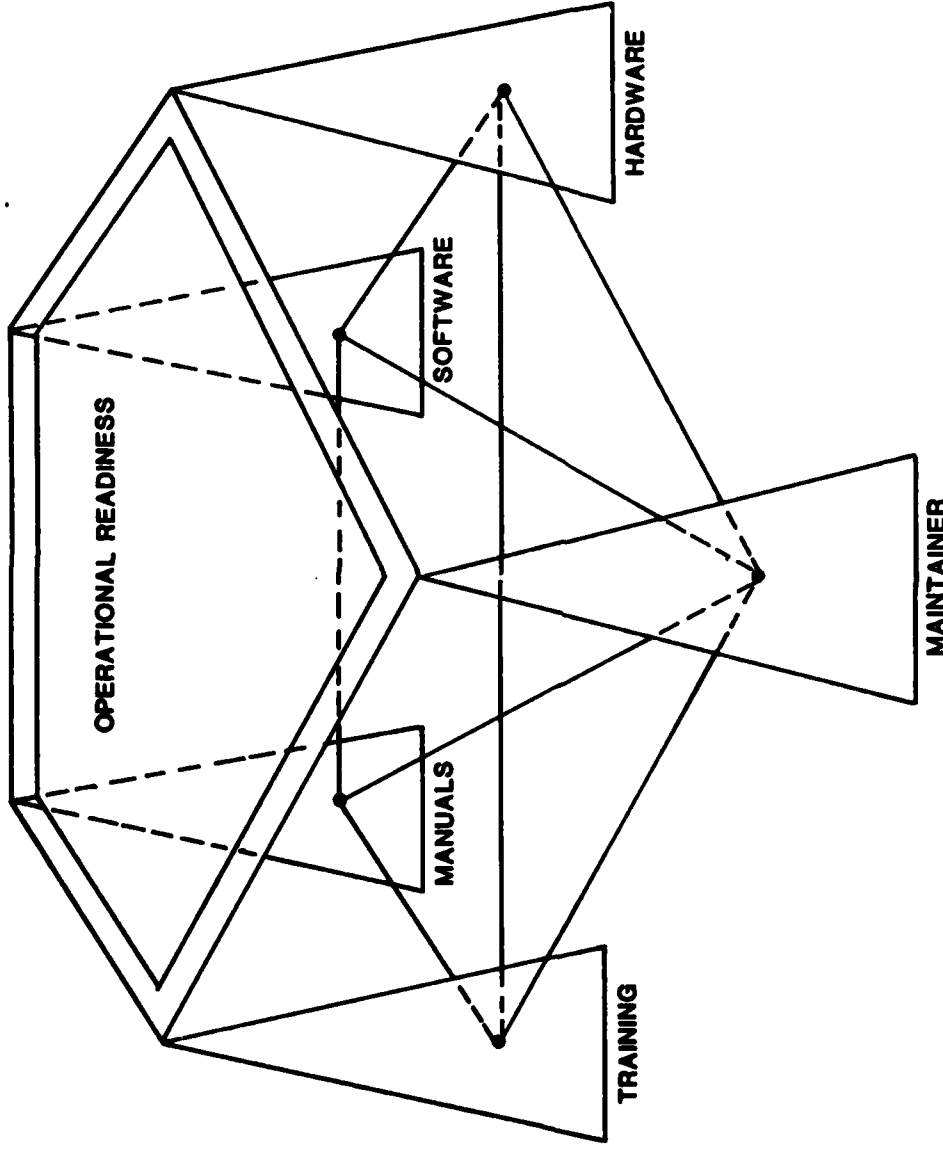 OPERATIONAL READINESS
MANUALS
SOFTWARE
TRAINING
HARDWARE
MAINTAINER